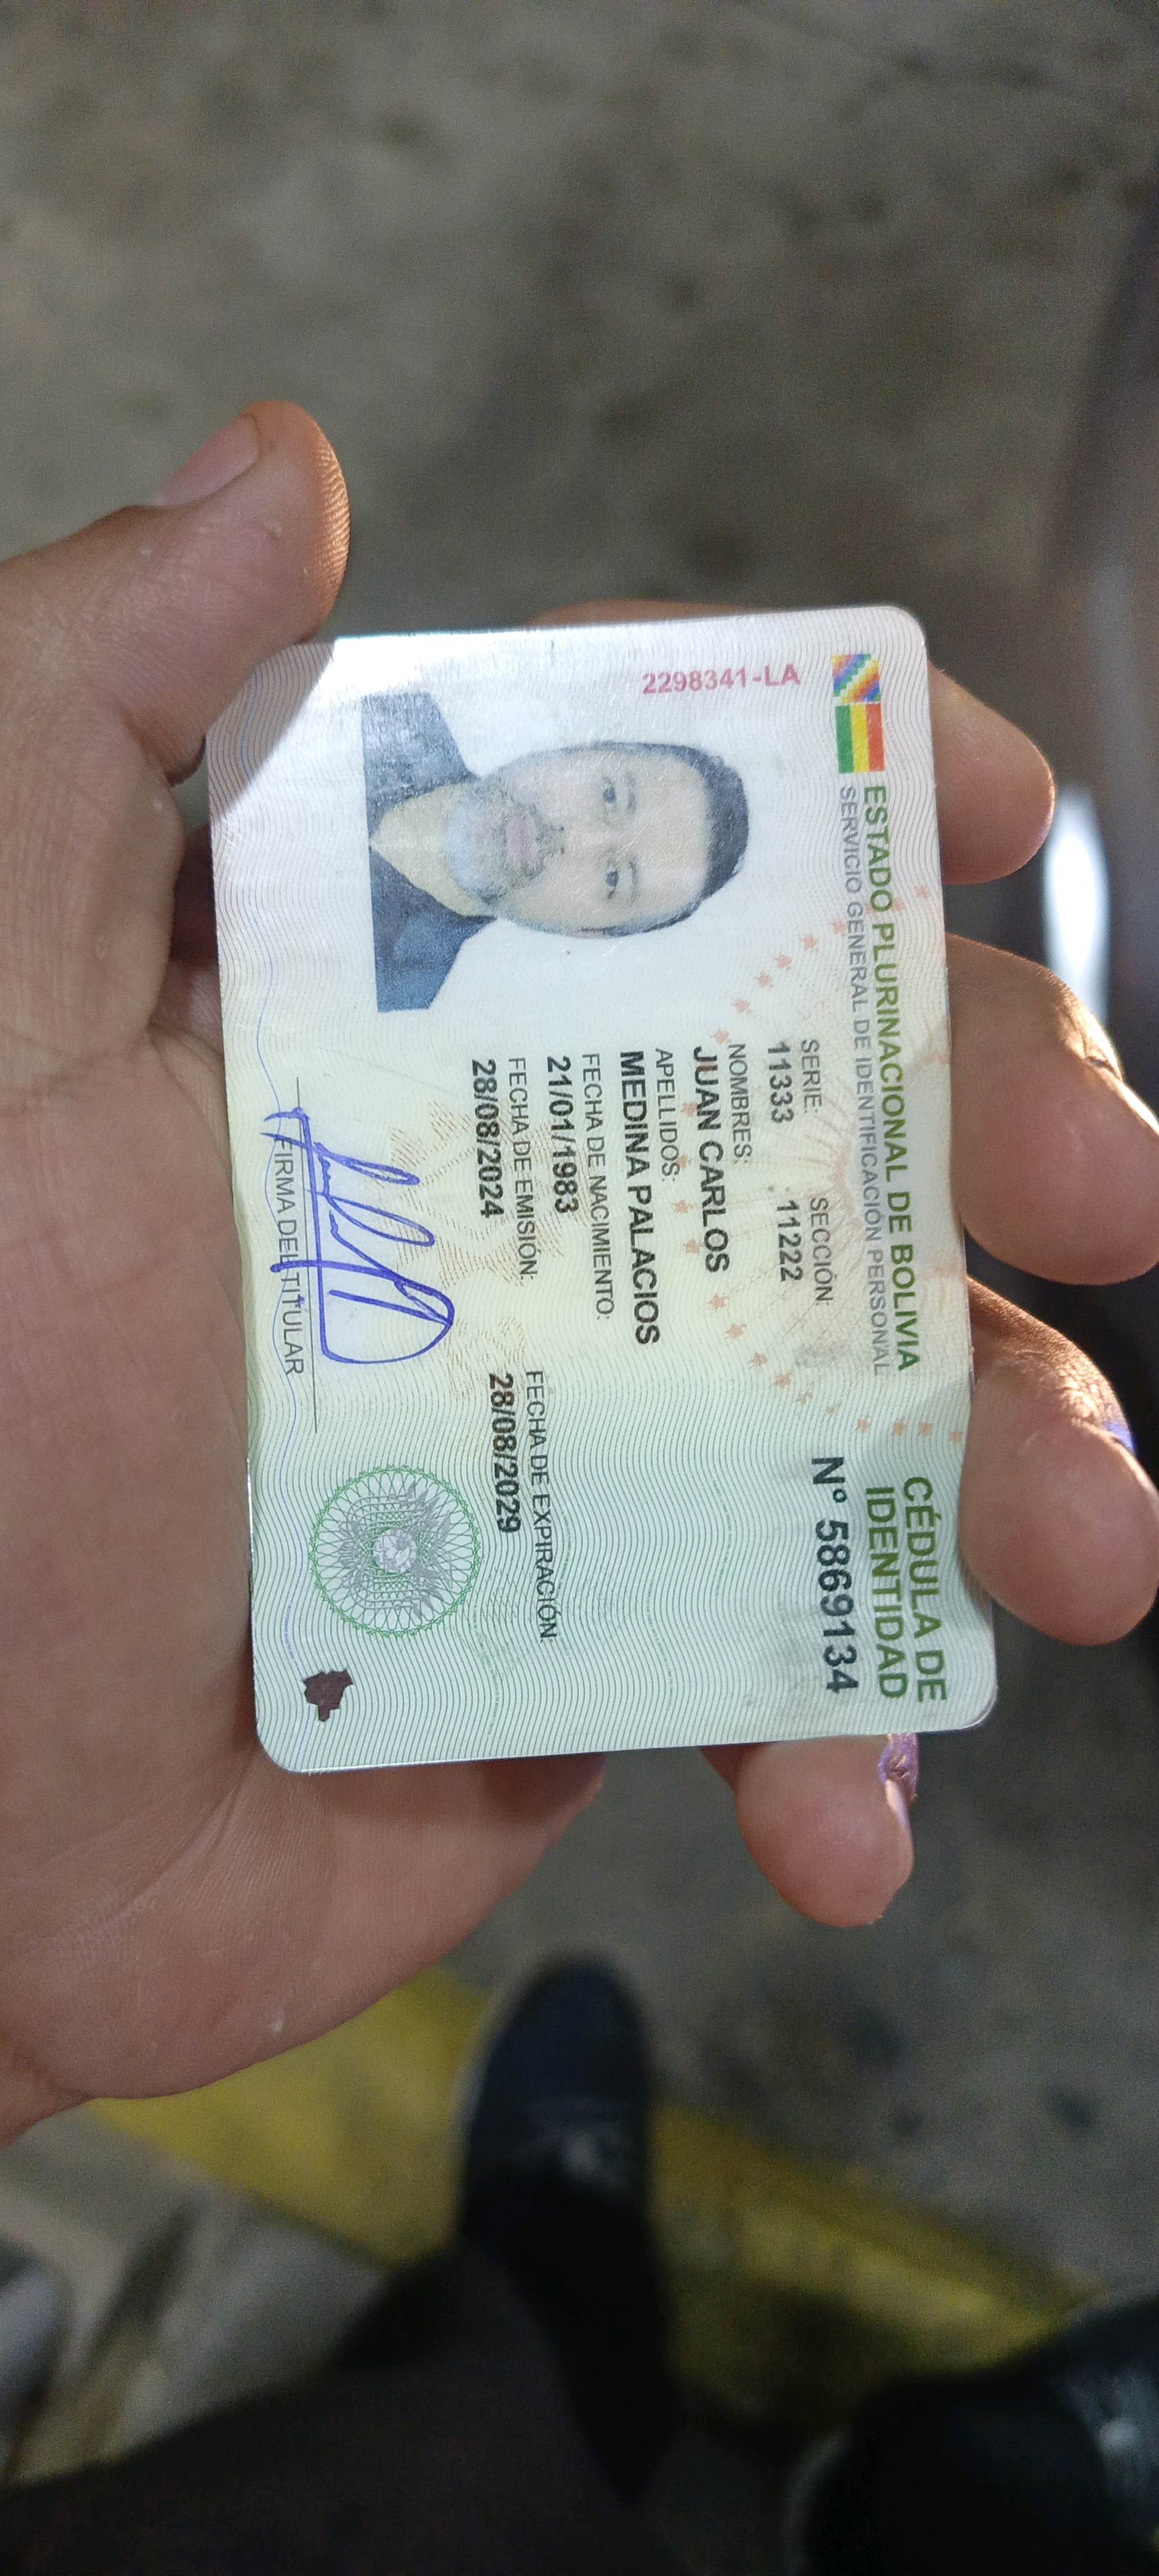 ESTADO PLURINACIONAL DE BOLIVIA
SERVICIO GENERAL DE IDENTIFICACIÓN PERSONAL
CÉDULA DE
IDENTIDAD
Nº 5869134
2298341-LA
SERIE: SECCIÓN:
11333 11222
NOMBRES:
JUAN CARLOS
APELLIDOS:
MEDINA PALACIOS
FECHA DE NACIMIENTO:
21/01/1983
FECHA DE EMISIÓN: FECHA DE EXPIRACIÓN:
28/08/2024 28/08/2029
FIRMA DEL TITULAR